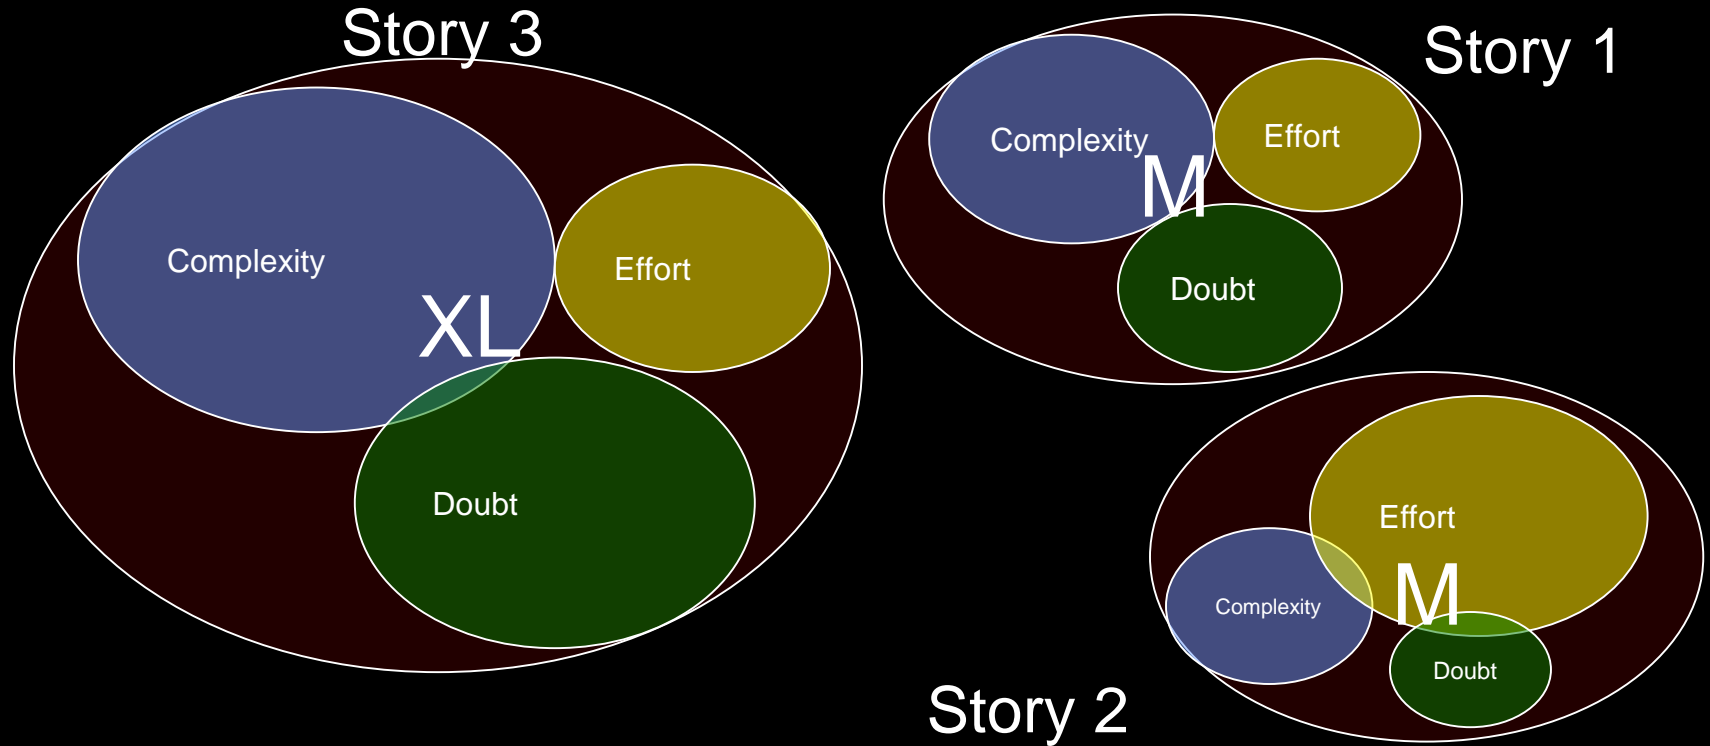 Story 3
Complexity
Effort
XL
Doubt
Story 1
Complexity
Effort
M
Doubt
Effort
M
Complexity
Doubt
Story 2